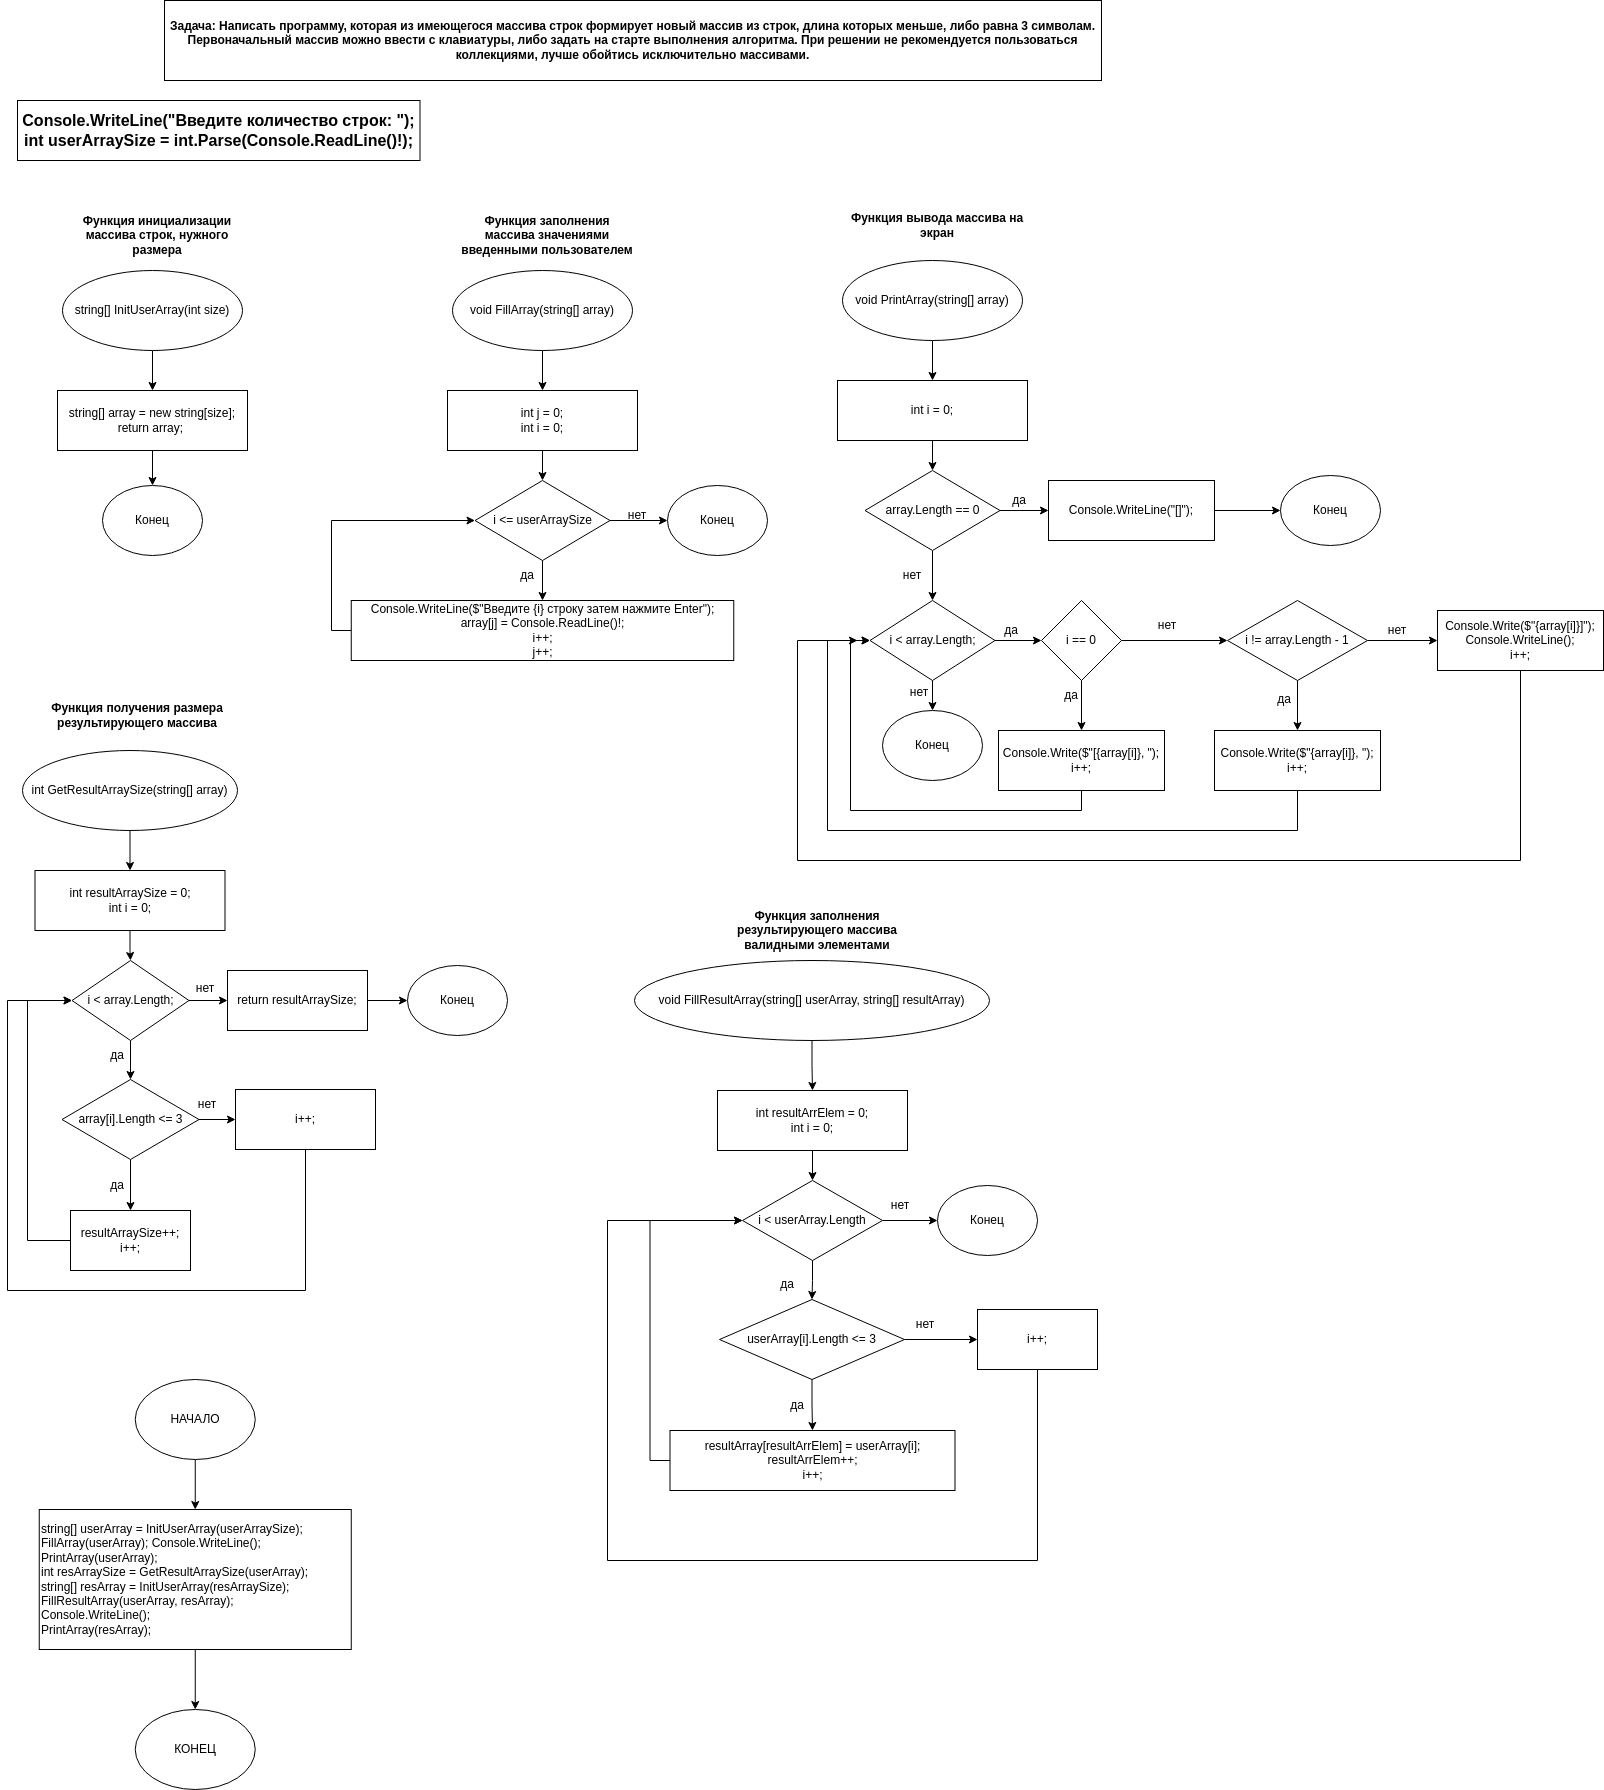 Задача: Написать программу, которая из имеющегося массива строк формирует новый массив из строк, длина которых меньше, либо равна 3 символам.
Первоначальный массив можно ввести с клавиатуры, либо задать на старте выполнения алгоритма. При решении не рекомендуется пользоваться
коллекциями, лучше обойтись исключительно массивами.
Console.WriteLine("Введите количество строк: ");
int userArraySize = int.Parse(Console.ReadLine()!);
Функция инициализации
массива строк, нужного
размера
string[] InitUserArray(int size)
string[] array = new string[size];
return array;
Конец
Функция заполнения
массива значениями
введенными пользователем
void FillArray(string[] array)
int j = 0;
int i = 0;
i <= userArraySize
нет
Конец
да
Console.WriteLine($"Введите {i} строку затем нажмите Enter");
array[j] = Console.ReadLine()!;
i++;
j++;
Функция вывода массива на
экран
void PrintArray(string[] array)
int i = 0;
array.Length == 0
да
Console.WriteLine("[]");
Конец
нет
i < array.Length;
да
i == 0
нет
i != array.Length - 1
нет
Console.Write($"{array[i]}]");
Console.WriteLine();
i++;
нет
Конец
да
Console.Write($"[{array[i]}, ");
i++;
да
Console.Write($"{array[i]}, ");
i++;
Функция получения размера
результирующего массива
int GetResultArraySize(string[] array)
int resultArraySize = 0;
int i = 0;
i < array.Length;
нет
return resultArraySize;
Конец
да
array[i].Length <= 3
нет
i++;
да
resultArraySize++;
i++;
Функция заполнения
результирующего массива
валидными элементами
void FillResultArray(string[] userArray, string[] resultArray)
int resultArrElem = 0;
int i = 0;
i < userArray.Length
нет
Конец
да
userArray[i].Length <= 3
нет
i++;
да
resultArray[resultArrElem] = userArray[i];
resultArrElem++;
i++;
НАЧАЛО
string[] userArray = InitUserArray(userArraySize);
FillArray(userArray); Console.WriteLine();
PrintArray(userArray);
int resArraySize = GetResultArraySize(userArray);
string[] resArray = InitUserArray(resArraySize);
FillResultArray(userArray, resArray);
Console.WriteLine();
PrintArray(resArray);
КОНЕЦ